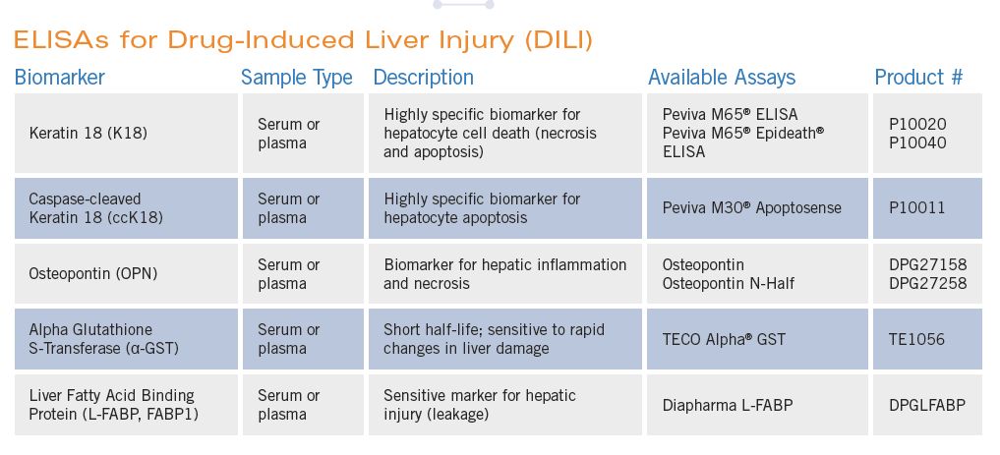 ELISAs for Drug-Induced Liver Injury (DILI)
Biomarker Sample Type Description Available Assays Product #
Keratin 18 (K18)
Serum or
plasma
Highly specific biomarker for
hepatocyte cell death (necrosis
and apoptosis)
Peviva M65® ELISA
Peviva M65® Epideath®
ELISA
P10020
P10040
Caspase-cleaved
Keratin 18 (ccK18)
Serum or
plasma
Highly specific biomarker for
hepatocyte apoptosis
Peviva M30® Apoptosense
P10011
Osteopontin (OPN)
Serum or
plasma
Biomarker for hepatic inflammation
and necrosis
Osteopontin
Osteopontin N-Half
DPG27158
DPG27258
Alpha Glutathione
S-Transferase (α-GST)
Serum or
plasma
Short half-life; sensitive to rapid
changes in liver damage
TECO Alpha® GST
TE1056
Liver Fatty Acid Binding
Protein (L-FABP, FABP1)
Serum or
plasma
Sensitive marker for hepatic
injury (leakage)
Diapharma L-FABP
DPGLFABP